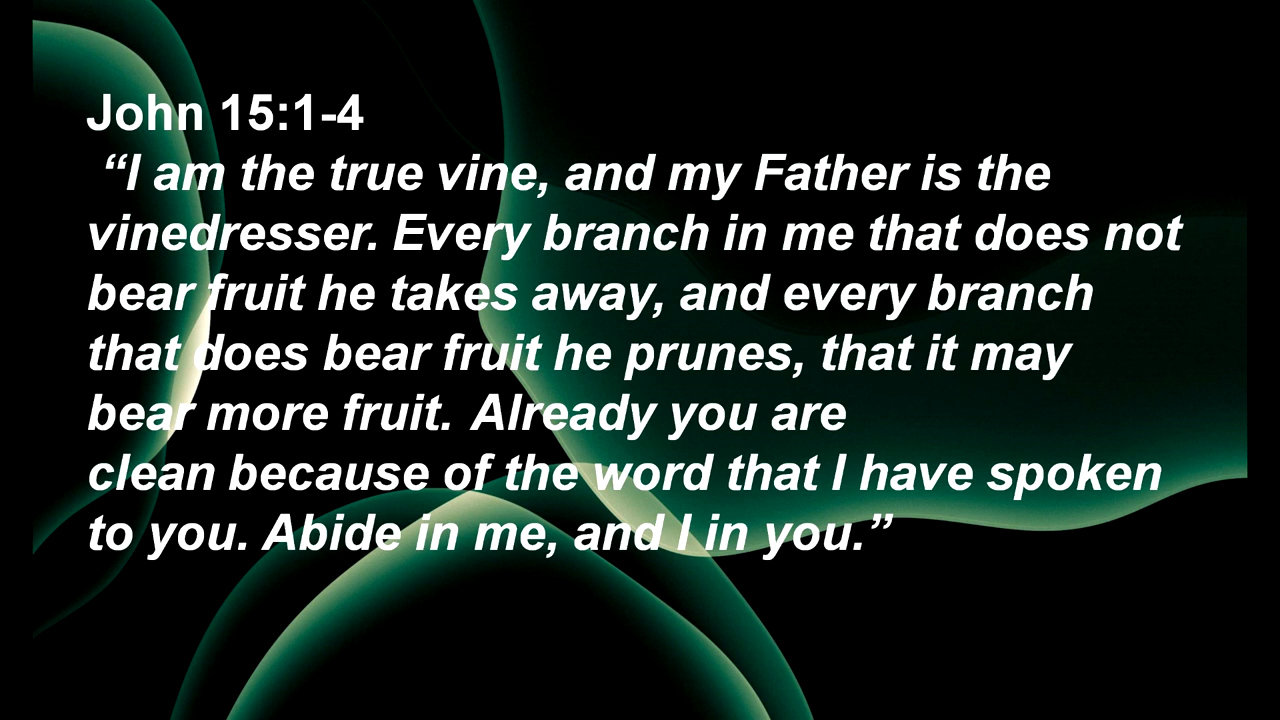 John 15:1-4
“I am the true vine, and my Father is the
vinedresser. Every branch in me that does not
bear fruit he takes away, and every branch
that does bear fruit he prunes, that it may
bear more fruit. Already you are
clean because of the word that I have spoken
to you. Abide in me, and I in you.”